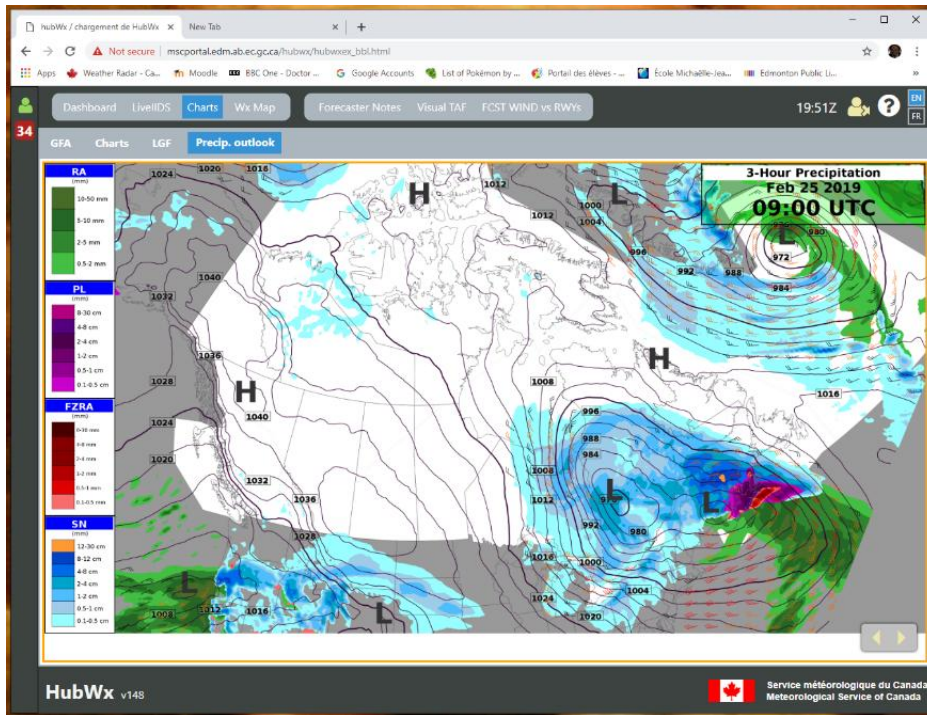 hubWx / chargement de HubWx
New Tab
Not secure | mscportal.edm.ab.ec.gc.ca/hubwx/hubwxex_bbl.html
Apps Weather Radar - Ca... Moodle BBC One - Doctor ... Google Accounts List of Pokémon by ... Portail des élèves - ... École Michaëlle-Jea... Edmonton Public Li... »
Dashboard LiveIIDS Charts Wx Map Forecaster Notes Visual TAF FCST WIND vs RWYs 19:51Z ? EN
FR
34
GFA Charts LGF Precip. outlook
RA
(mm)
10-50 mm
5-10 mm
2-5 mm
0.5-2 mm
PL
(mm)
8-30 cm
4-8 cm
2-4 cm
1-2 cm
0.5-1 cm
0.1-0.5 cm
FZRA
(mm)
2-4 mm
1-2 mm
0.5-1 mm
0.1-0.5 mm
SN
(mm)
12-30 cm
8-12 cm
4-8 cm
2-4 cm
1-2 cm
0.5-1 cm
0.1-0.5 cm
3-Hour Precipitation
Feb 25 2019
09:00 UTC
1024 1020 1016
H
1012
L
1000
1012
1004
980
L
996
972
992 988
984
1040
1032
1036
H
1028
H
1008
1016
1040
1024
996
988
984
1020
1008
1032
1036
1012
L
L
992
980
1028
1016
1000
L
1004
1008 1012 1016
1024
L
1020
HubWx v148
Service météorologique du Canada
Meteorological Service of Canada